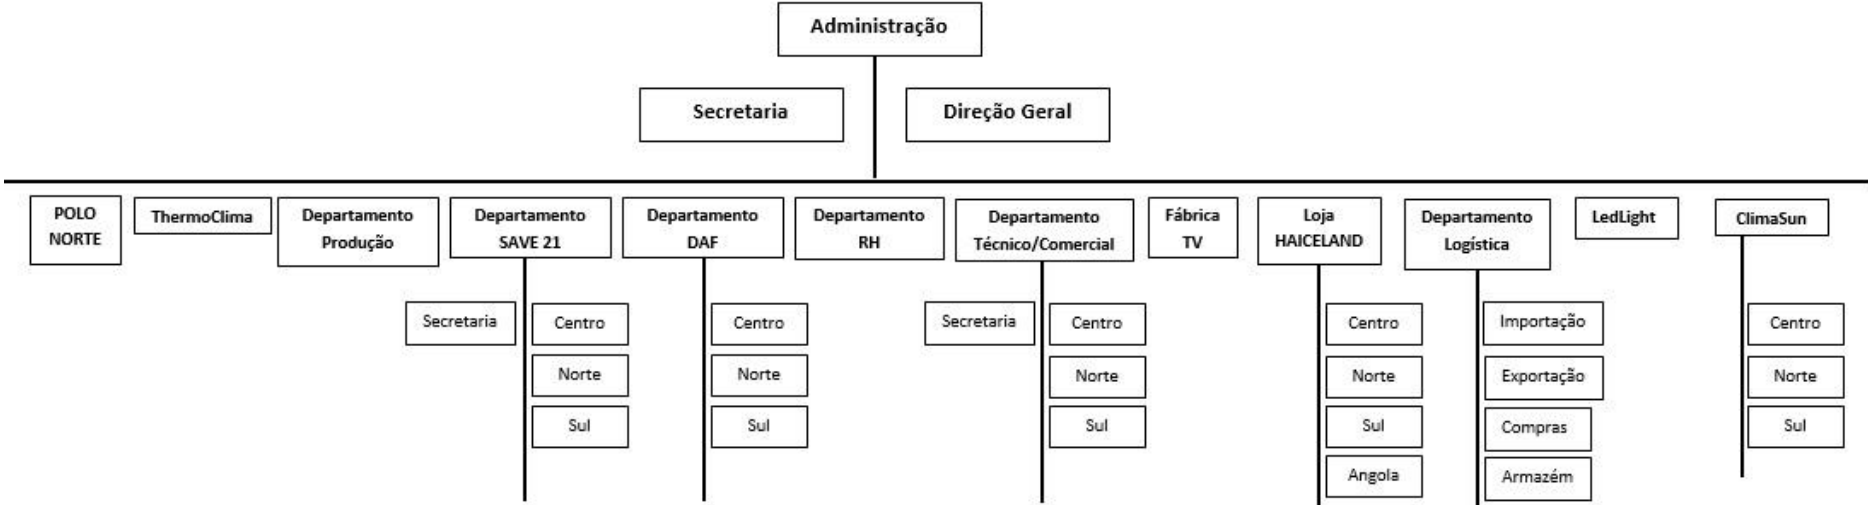 Administração
Secretaria
Direção Geral
POLO
NORTE
ThermoClima
Departamento
Produção
Departamento
SAVE 21
Departamento
DAF
Departamento
RH
Departamento
Técnico/Comercial
Fábrica
TV
Loja
HAICELAND
Departamento
Logística
LedLight
ClimaSun
Secretaria
Centro
Norte
Sul
Centro
Norte
Sul
Secretaria
Centro
Norte
Sul
Centro
Norte
Sul
Angola
Importação
Exportação
Compras
Armazém
Centro
Norte
Sul